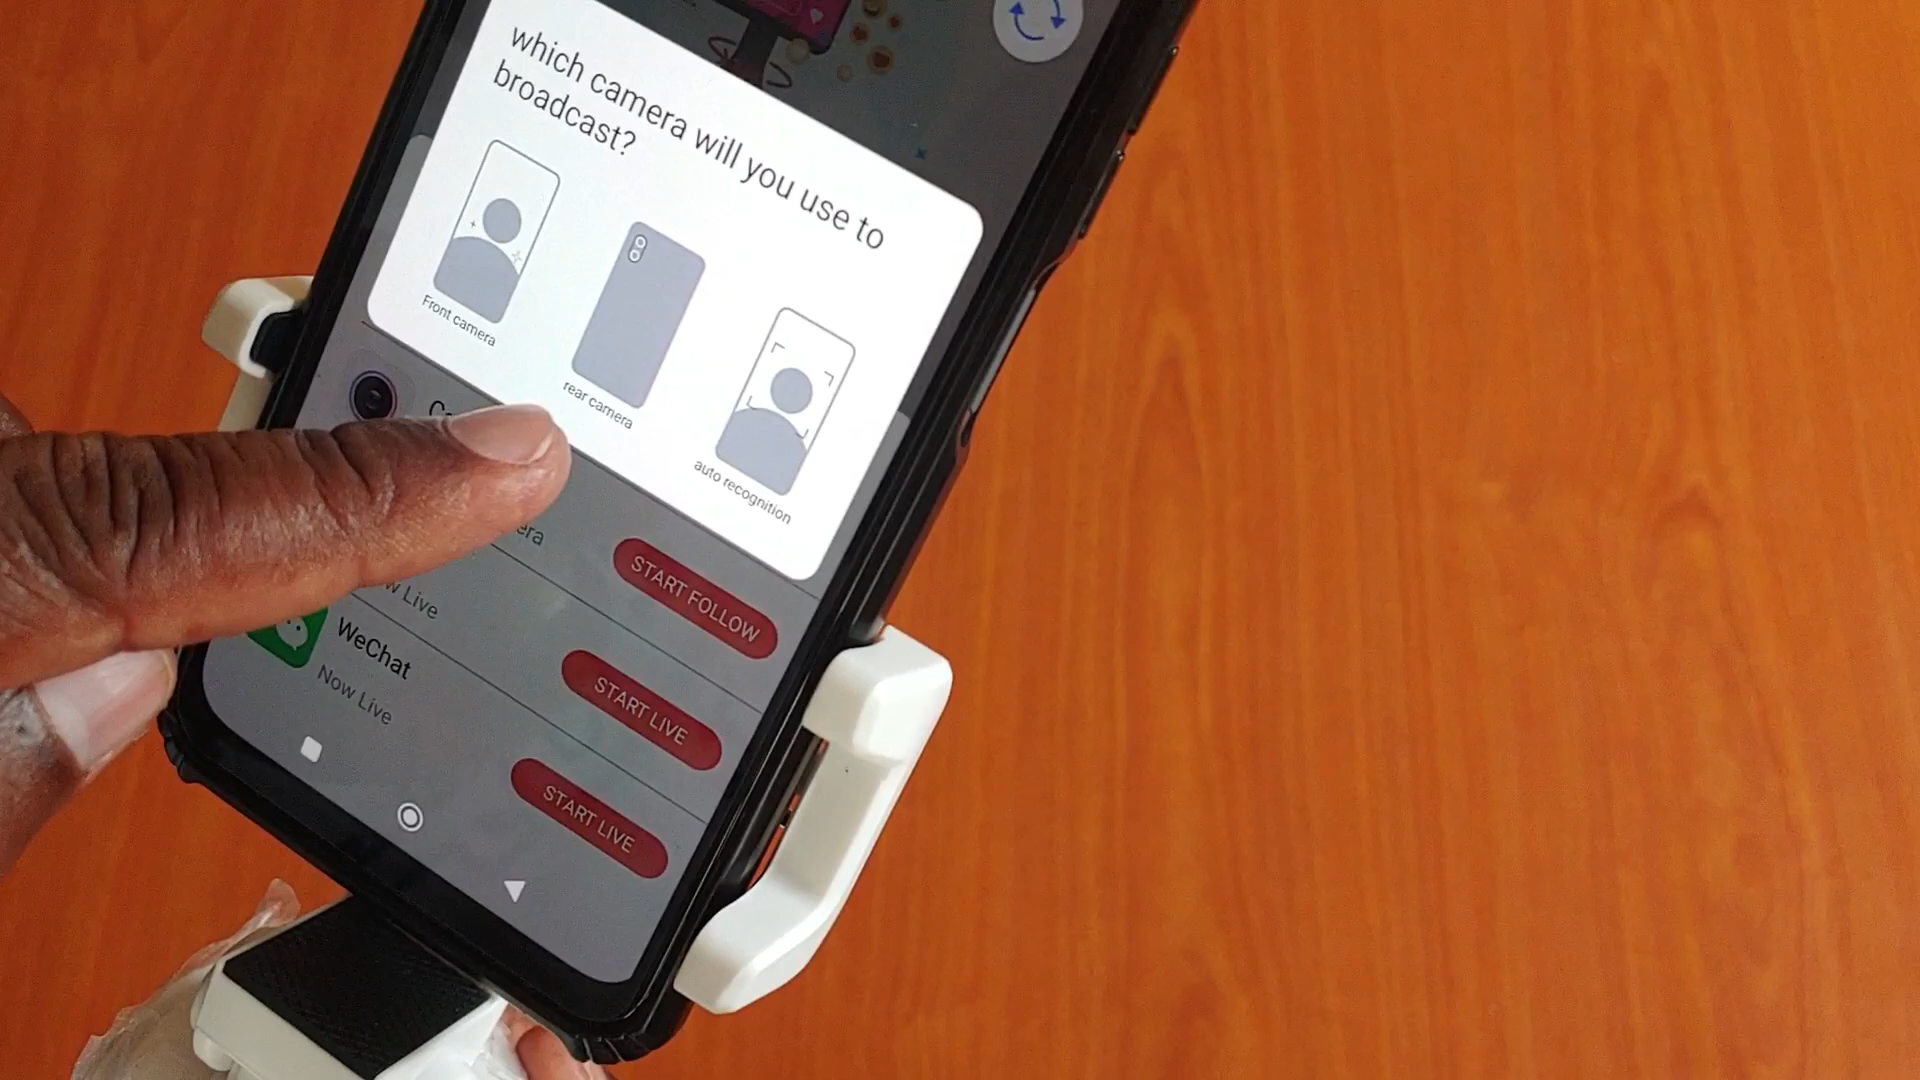 which camera will you use to
broadcast?
Front camera
rear camera
auto recognition
START FOLLOW
Now Live
START LIVE
WeChat
Now Live
START LIVE